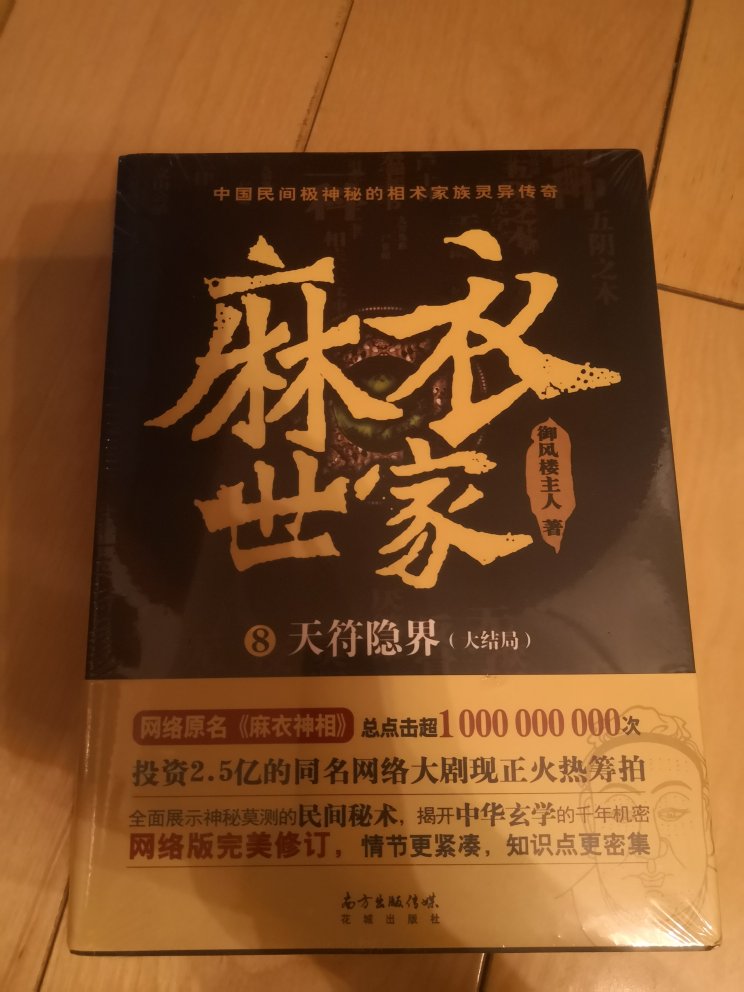 中国民间极神秘的相术家族灵异传奇
麻衣
世家
御风楼主人 著
8 天符隐界（大结局）
网络原名《麻衣神相》 总点击超1 000 000 000次
投资2.5亿的同名网络大剧现正火热筹拍
全面展示神秘莫测的民间秘术，揭开中华玄学的千年机密
网络版完美修订，情节更紧凑，知识点更密集
南方出版传媒
花城出版社
五阴之木